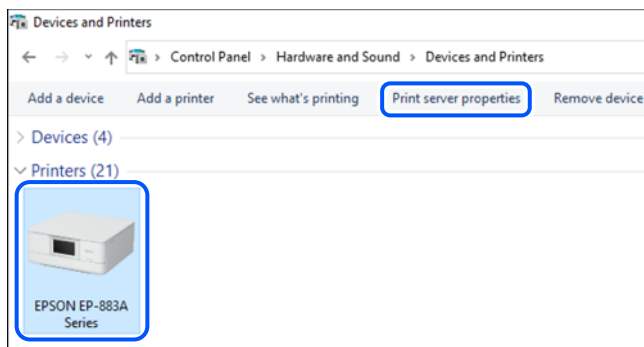 Devices and Printers
Control Panel > Hardware and Sound > Devices and Printers
Add a device Add a printer See what's printing Print server properties Remove device
Devices (4)
Printers (21)
EPSON EP-883A
Series